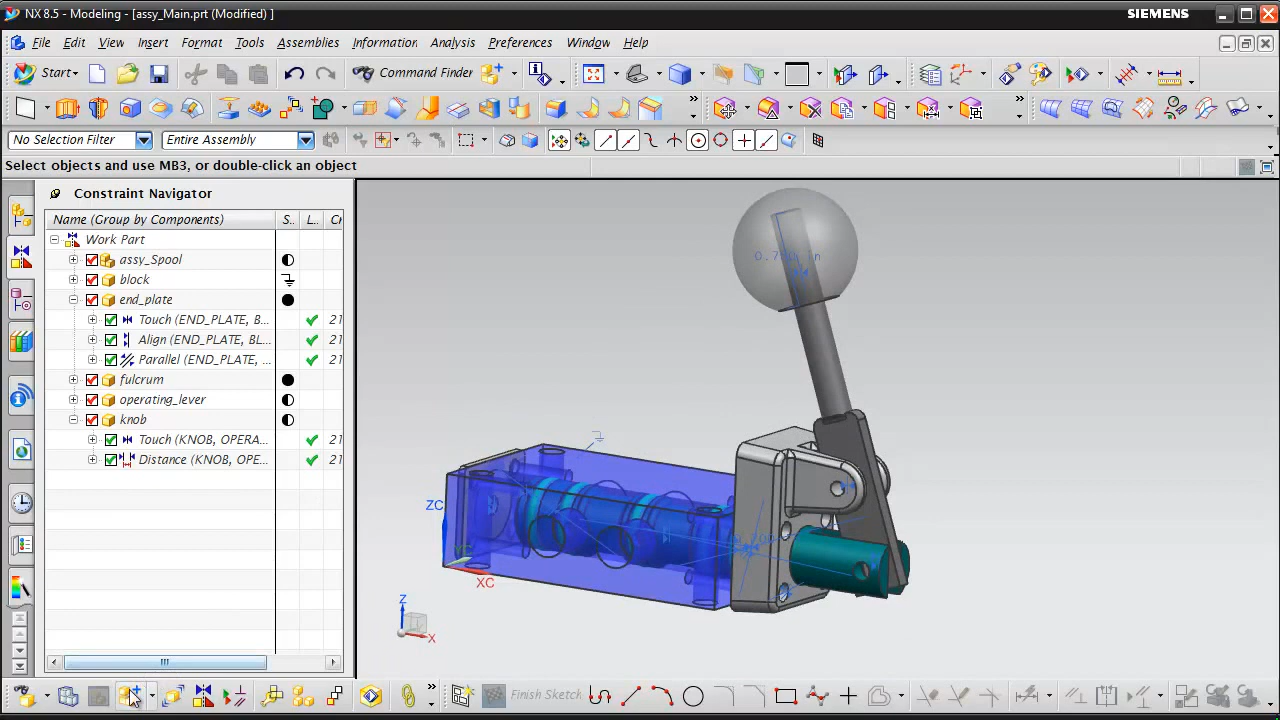 NX 8.5 - Modeling - [assy_Main.prt (Modified) ]
SIEMENS
File Edit View Insert Format Tools Assemblies Information Analysis Preferences Window Help
Start Command Finder
No Selection Filter Entire Assembly
Select objects and use MB3, or double-click an object
Constraint Navigator
Name (Group by Components) S.. L.. Cr
Work Part
assy_Spool
block
end_plate
Touch (END_PLATE, B... 21
Align (END_PLATE, BL... 21
Parallel (END_PLATE, ... 21
fulcrum
operating_lever
knob
Touch (KNOB, OPERA... 21
Distance (KNOB, OPE... 21
ZC
XC
Z
X
Finish Sketch